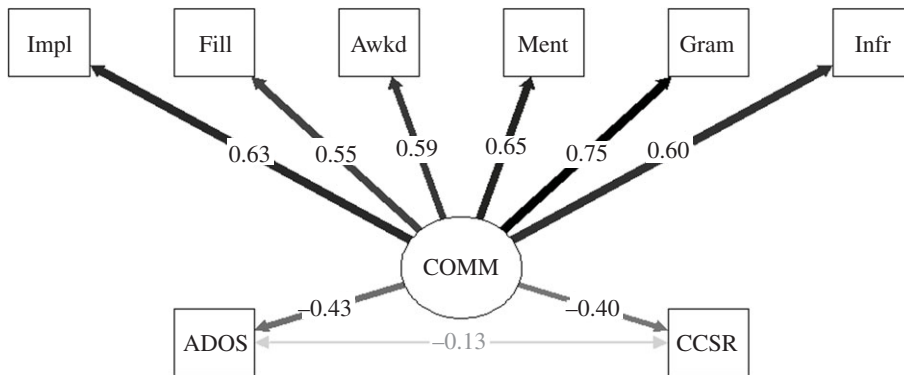 Impl Fill Awkd Ment Gram Infr
0.63 0.55 0.59 0.65 0.75 0.60
COMM
–0.43 –0.40
ADOS –0.13 CCSR